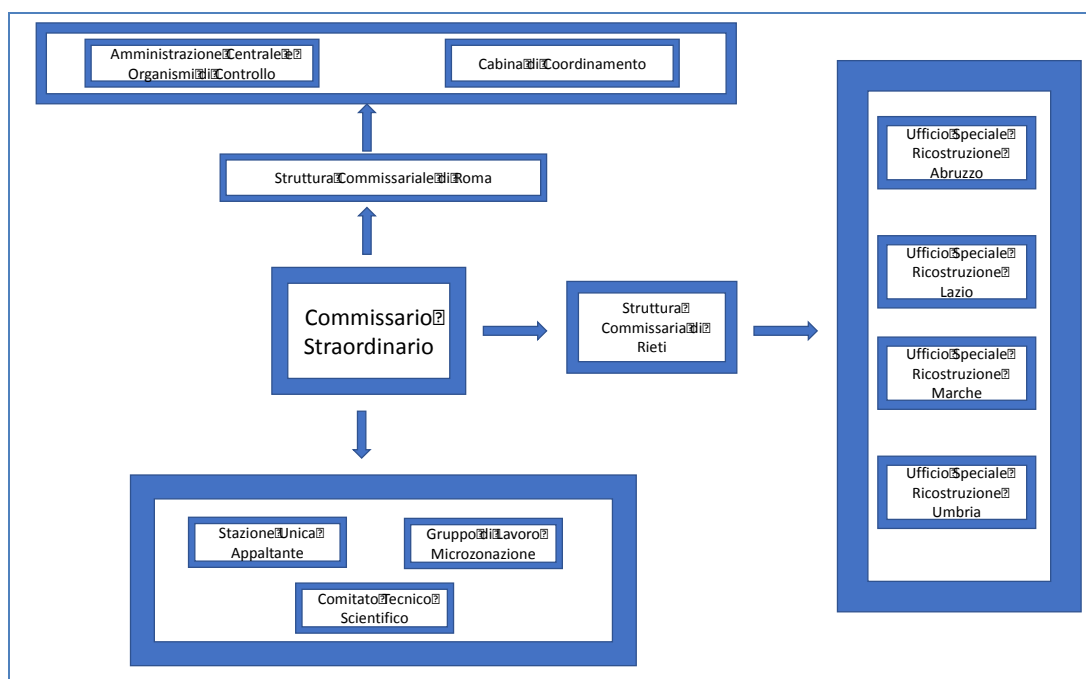 Amministrazione Centrale e
Organismi di Controllo
Cabina di Coordinamento
Struttura Commissariale di Roma
Commissario
Straordinario
Struttura
Commissaria di
Rieti
Ufficio Speciale
Ricostruzione
Abruzzo
Ufficio Speciale
Ricostruzione
Lazio
Ufficio Speciale
Ricostruzione
Marche
Ufficio Speciale
Ricostruzione
Umbria
Stazione Unica
Appaltante
Gruppo di Lavoro
Microzonazione
Comitato Tecnico
Scientifico